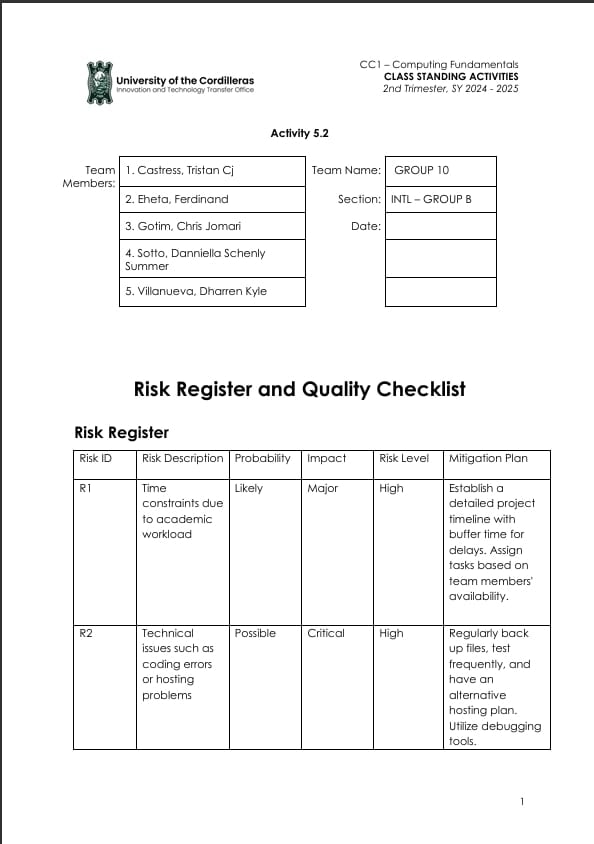 University of the Cordilleras
Innovation and Technology Transfer Office
CC1 – Computing Fundamentals
CLASS STANDING ACTIVITIES
2nd Trimester, SY 2024 - 2025
Activity 5.2
Team Members:
1. Castress, Tristan Cj
2. Eheta, Ferdinand
3. Gotim, Chris Jomari
4. Sotto, Danniella Schenly
Summer
5. Villanueva, Dharren Kyle
Team Name: GROUP 10
Section: INTL – GROUP B
Date:
Risk Register and Quality Checklist
Risk Register
Risk ID Risk Description Probability Impact Risk Level Mitigation Plan
R1
Time
constraints due
to academic
workload
Likely
Major
High
Establish a
detailed project
timeline with
buffer time for
delays. Assign
tasks based on
team members'
availability.
R2
Technical
issues such as
coding errors
or hosting
problems
Possible
Critical
High
Regularly back
up files, test
frequently, and
have an
alternative
hosting plan.
Utilize debugging
tools.
1